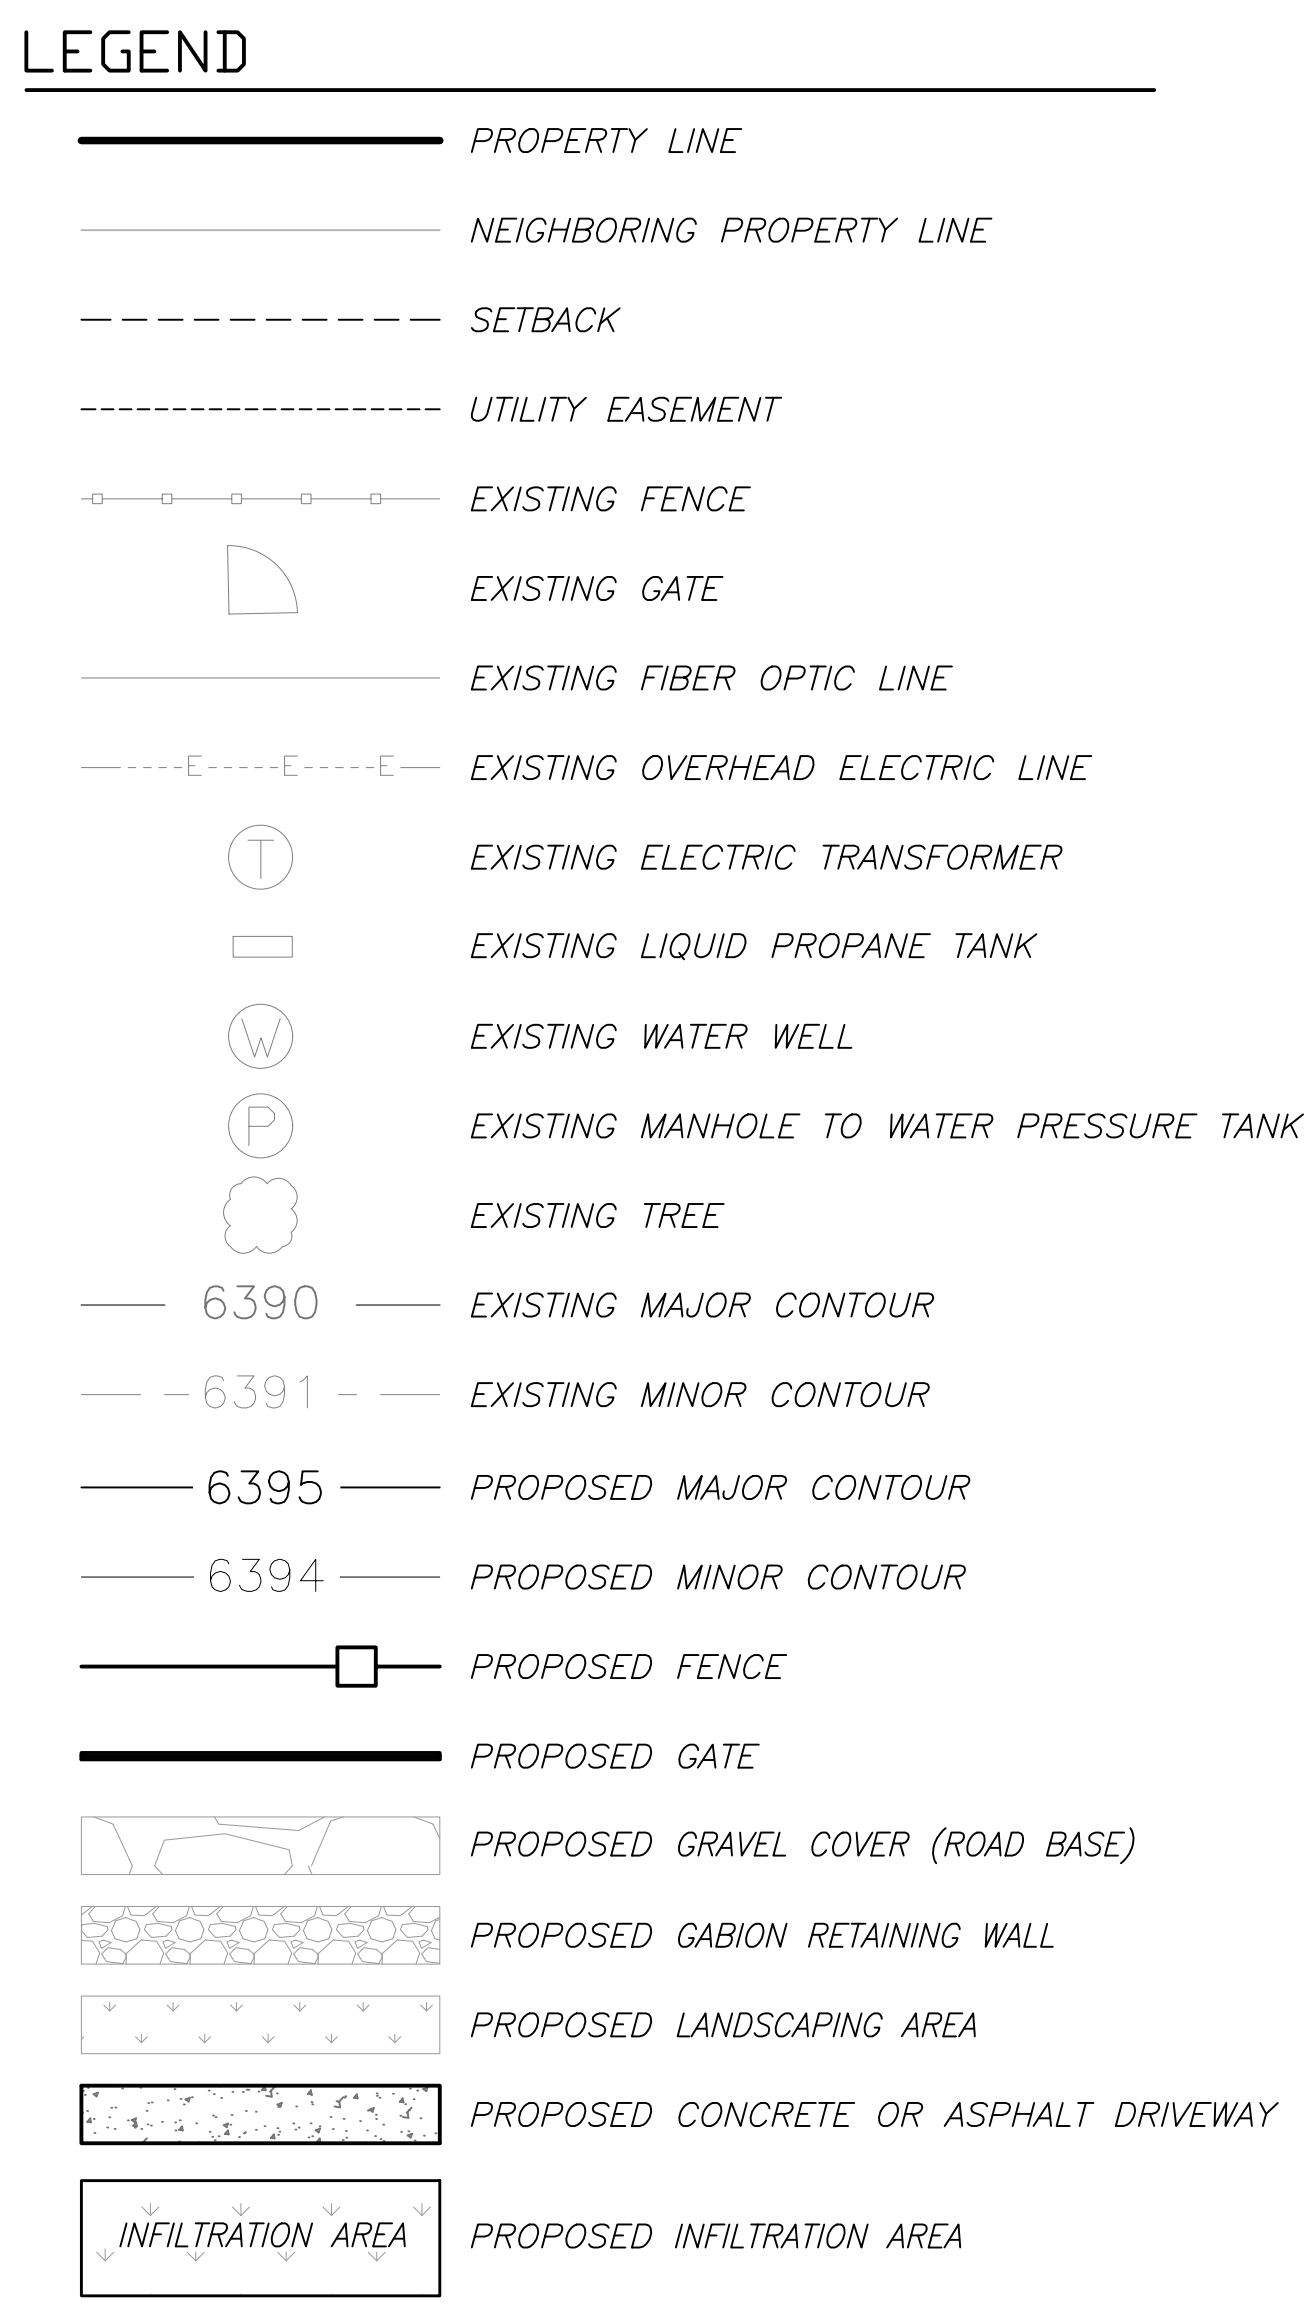 LEGEND
PROPERTY LINE
NEIGHBORING PROPERTY LINE
SETBACK
UTILITY EASEMENT
EXISTING FENCE
EXISTING GATE
EXISTING FIBER OPTIC LINE
E E E EXISTING OVERHEAD ELECTRIC LINE
T EXISTING ELECTRIC TRANSFORMER
EXISTING LIQUID PROPANE TANK
W EXISTING WATER WELL
P EXISTING MANHOLE TO WATER PRESSURE TANK
EXISTING TREE
6390 EXISTING MAJOR CONTOUR
6391 EXISTING MINOR CONTOUR
6395 PROPOSED MAJOR CONTOUR
6394 PROPOSED MINOR CONTOUR
PROPOSED FENCE
PROPOSED GATE
PROPOSED GRAVEL COVER (ROAD BASE)
PROPOSED GABION RETAINING WALL
PROPOSED LANDSCAPING AREA
PROPOSED CONCRETE OR ASPHALT DRIVEWAY
INFILTRATION AREA PROPOSED INFILTRATION AREA